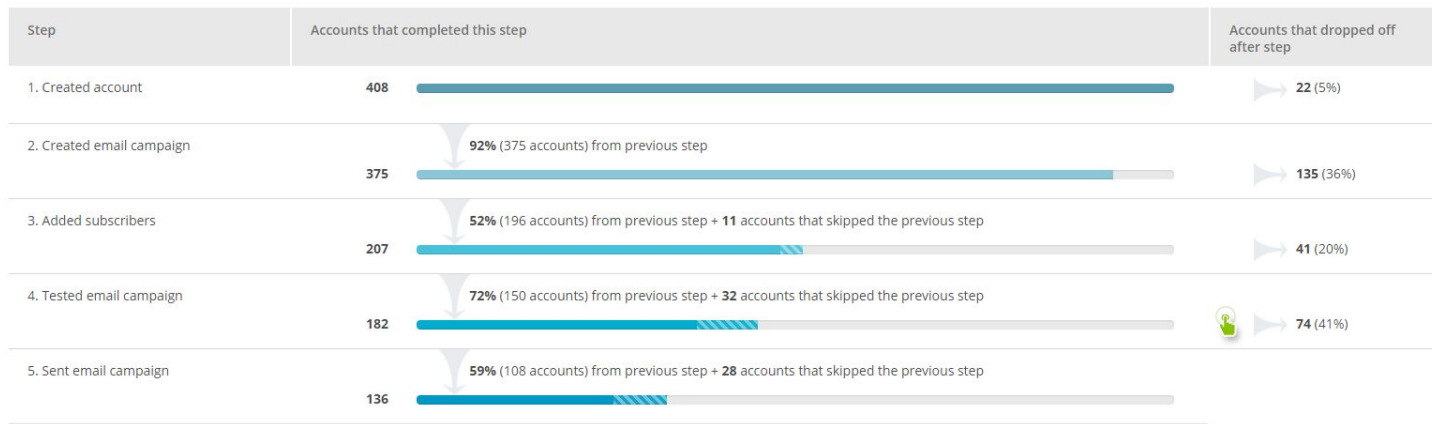 Step
Accounts that completed this step
Accounts that dropped off
after step
1. Created account
408
22 (5%)
2. Created email campaign
92% (375 accounts) from previous step
375
135 (36%)
3. Added subscribers
52% (196 accounts) from previous step + 11 accounts that skipped the previous step
207
41 (20%)
4. Tested email campaign
72% (150 accounts) from previous step + 32 accounts that skipped the previous step
182
74 (41%)
5. Sent email campaign
59% (108 accounts) from previous step + 28 accounts that skipped the previous step
136